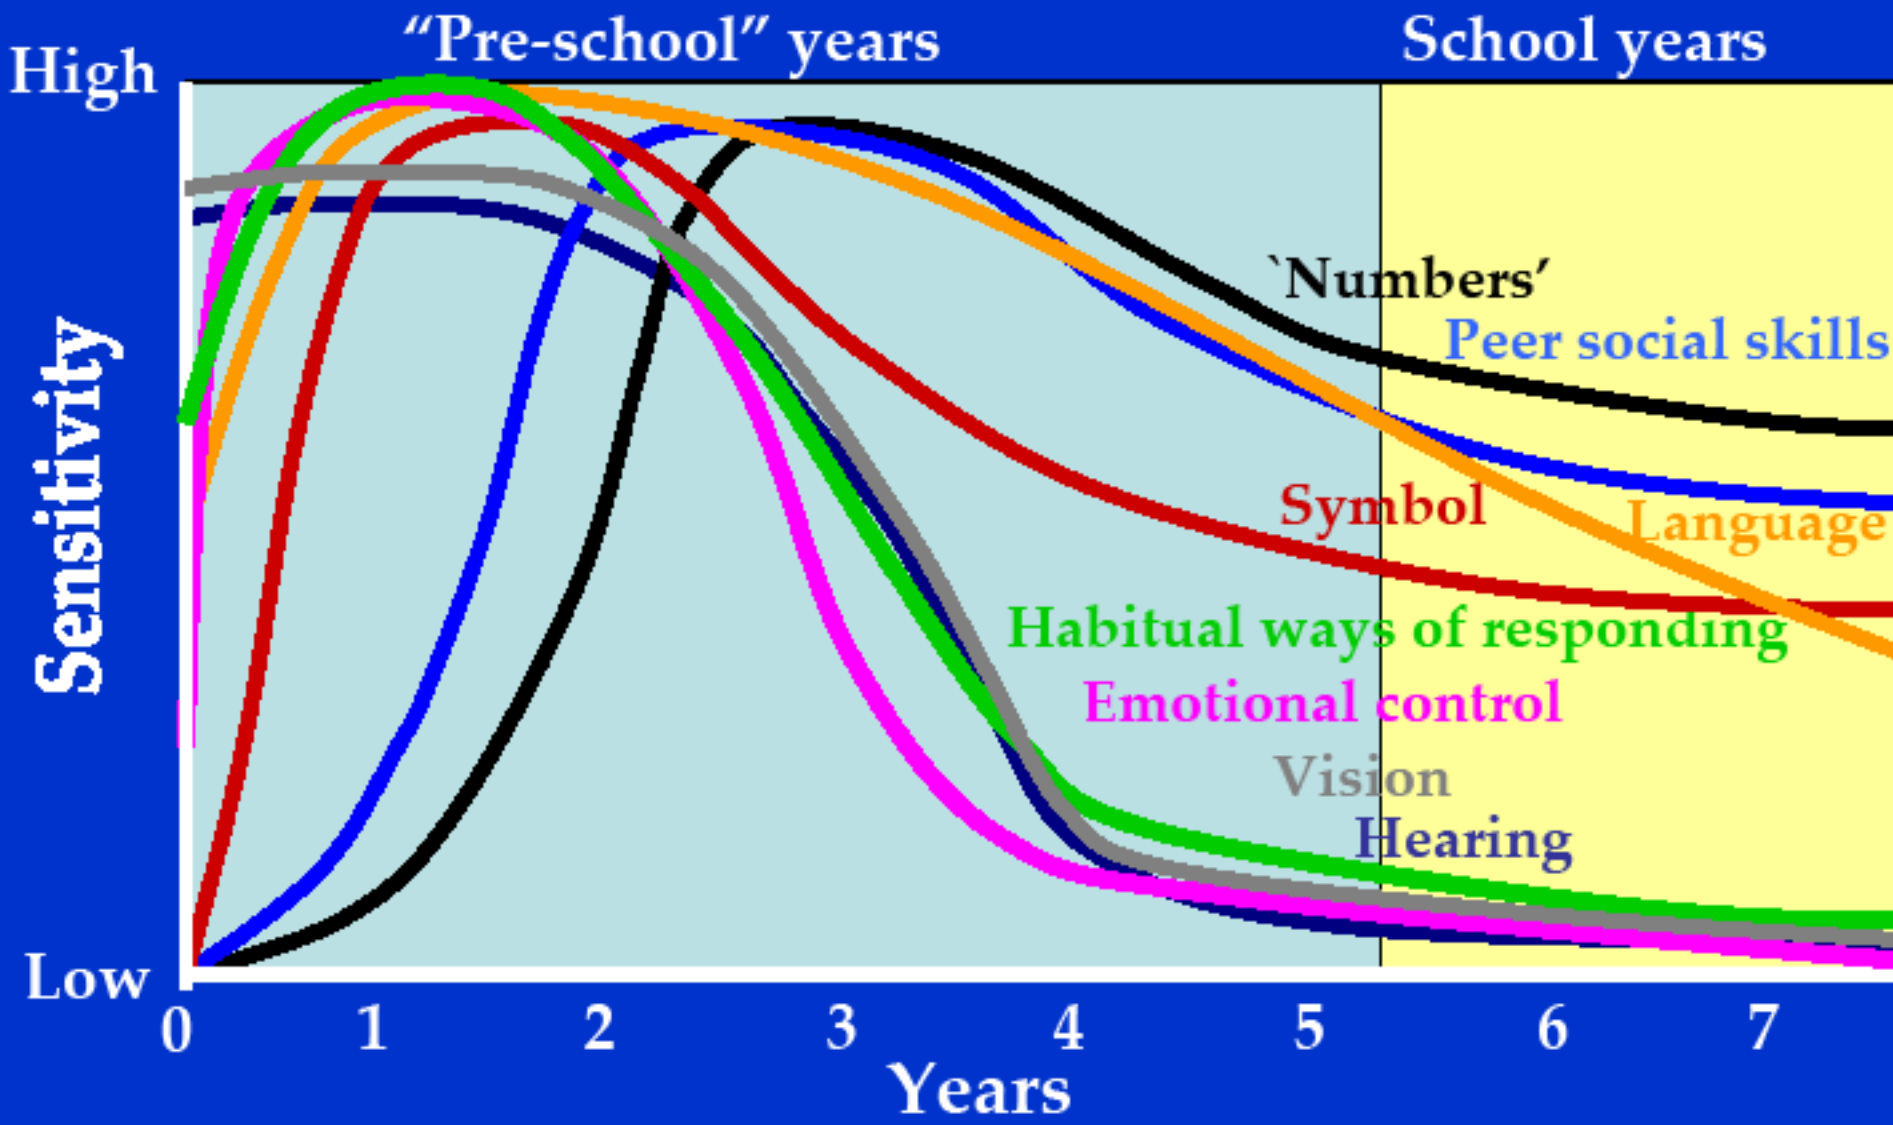 “Pre-school” years
School years
High
`Numbers’
Peer social skills
Sensitivity
Symbol
Language
Habitual ways of responding
Emotional control
Vision
Hearing
Low
0 1 2 3 4 5 6 7
Years